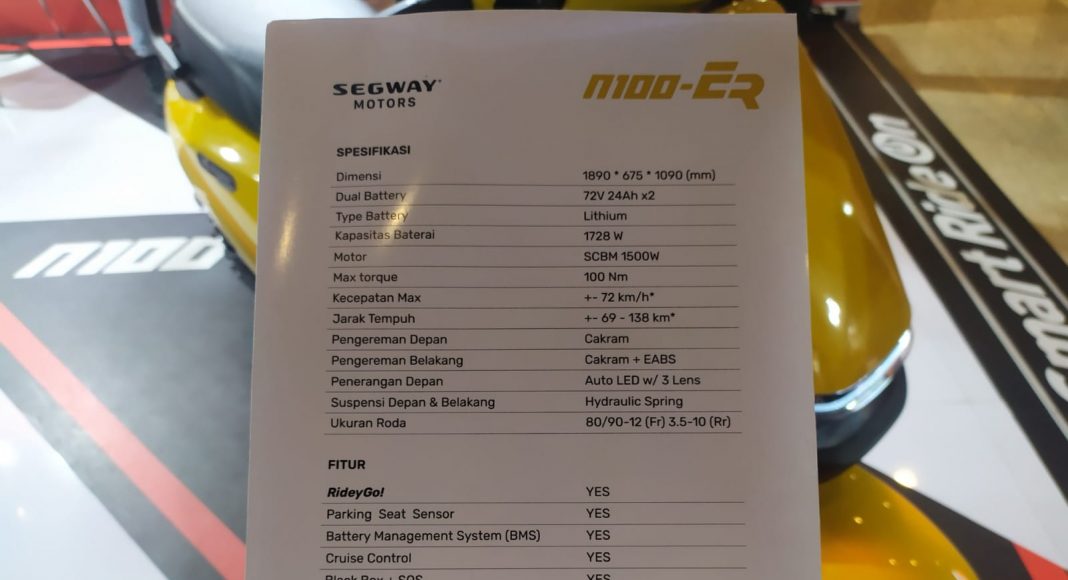 SEGWAY
MOTORS
N100-ER
SPESIFIKASI
Dimensi 1890 * 675 * 1090 (mm)
Dual Battery 72V 24Ah x2
Type Battery Lithium
Kapasitas Baterai 1728 W
Motor SCBM 1500W
Max torque 100 Nm
Kecepatan Max +- 72 km/h*
Jarak Tempuh +- 69 - 138 km*
Pengereman Depan Cakram
Pengereman Belakang Cakram + EABS
Penerangan Depan Auto LED w/ 3 Lens
Suspensi Depan & Belakang Hydraulic Spring
Ukuran Roda 80/90-12 (Fr) 3.5-10 (Rr)
FITUR
RideyGo! YES
Parking Seat Sensor YES
Battery Management System (BMS) YES
Cruise Control YES
Black Box + SOS YES
N100
Smart Ride On